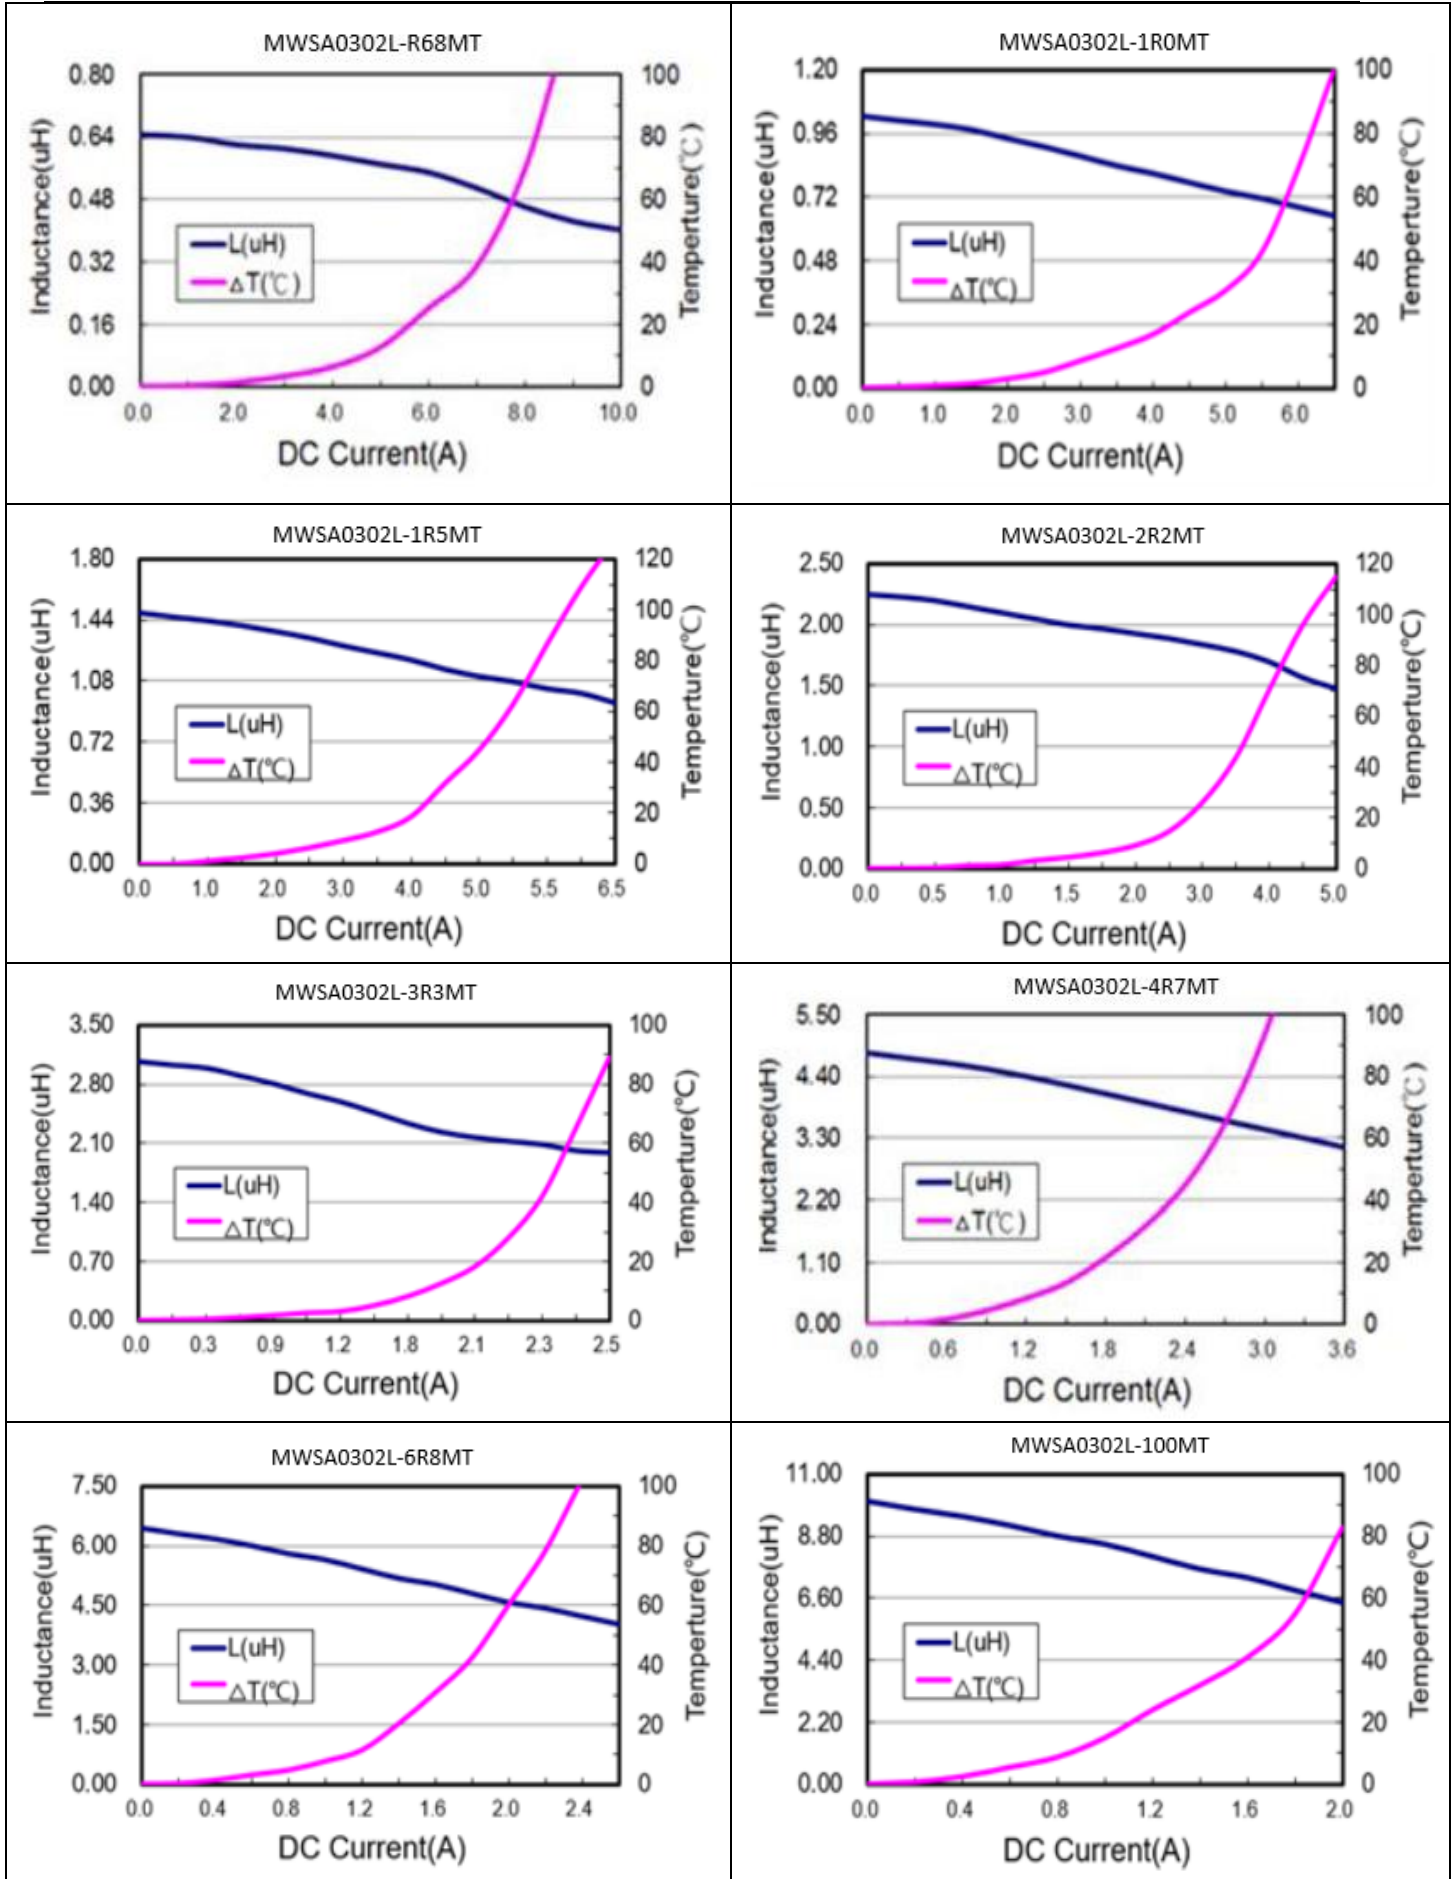 MWSA0302L-R68MT
0.80
0.64
0.48
0.32
0.16
0.00
Inductance(uH)
100
80
60
40
20
0
Temperture(℃)
L(uH)
ΔT(℃)
0.0 2.0 4.0 6.0 8.0 10.0
DC Current(A)
MWSA0302L-1R0MT
1.20
0.96
0.72
0.48
0.24
0.00
Inductance(uH)
100
80
60
40
20
0
Temperture(℃)
L(uH)
△T(℃)
0.0 1.0 2.0 3.0 4.0 5.0 6.0
DC Current(A)
MWSA0302L-1R5MT
1.80
1.44
1.08
0.72
0.36
0.00
Inductance(uH)
120
100
80
60
40
20
0
Temperture(℃)
L(uH)
△T(℃)
0.0 1.0 2.0 3.0 4.0 5.0 5.5 6.5
DC Current(A)
MWSA0302L-2R2MT
2.50
2.00
1.50
1.00
0.50
0.00
Inductance(uH)
120
100
80
60
40
20
0
Temperture(℃)
L(uH)
△T(℃)
0.0 0.5 1.0 1.5 2.0 3.0 4.0 5.0
DC Current(A)
MWSA0302L-3R3MT
3.50
2.80
2.10
1.40
0.70
0.00
Inductance(uH)
100
80
60
40
20
0
Temperture(℃)
L(uH)
△T(℃)
0.0 0.3 0.9 1.2 1.8 2.1 2.3 2.5
DC Current(A)
MWSA0302L-4R7MT
5.50
4.40
3.30
2.20
1.10
0.00
Inductance(uH)
100
80
60
40
20
0
Temperture(℃)
L(uH)
ΔT(℃)
0.0 0.6 1.2 1.8 2.4 3.0 3.6
DC Current(A)
MWSA0302L-6R8MT
7.50
6.00
4.50
3.00
1.50
0.00
Inductance(uH)
100
80
60
40
20
0
Temperture(℃)
L(uH)
△T(℃)
0.0 0.4 0.8 1.2 1.6 2.0 2.4
DC Current(A)
MWSA0302L-100MT
11.00
8.80
6.60
4.40
2.20
0.00
Inductance(uH)
100
80
60
40
20
0
Temperture(℃)
L(uH)
△T(℃)
0.0 0.4 0.8 1.2 1.6 2.0
DC Current(A)